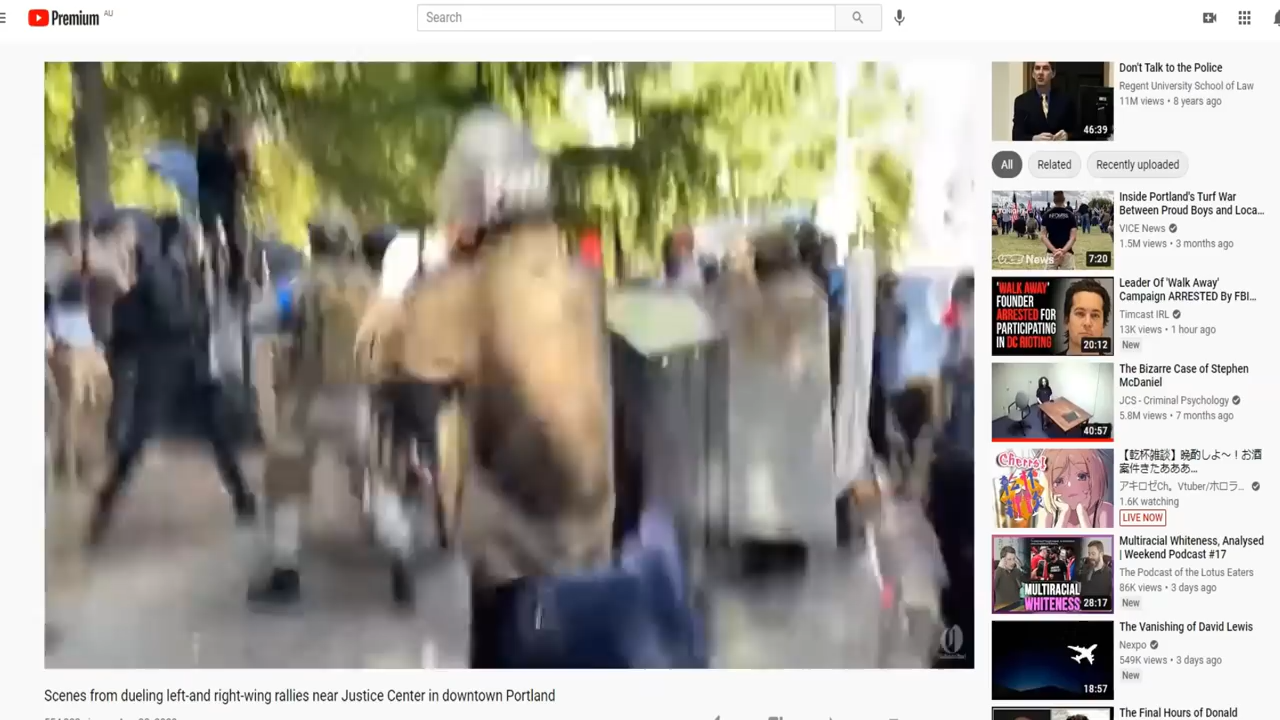 Premium AU
Search
Don't Talk to the Police
Regent University School of Law
11M views • 8 years ago
46:39
All
Related
Recently uploaded
Inside Portland's Turf War
Between Proud Boys and Loca...
VICE News
1.5M views • 3 months ago
News
7:20
Leader Of 'Walk Away'
Campaign ARRESTED By FBI...
Timcast IRL
13K views • 1 hour ago
New
'WALK AWAY'
FOUNDER
ARRESTED FOR
PARTICIPATING
IN DC RIOTING
20:12
The Bizarre Case of Stephen
McDaniel
JCS - Criminal Psychology
5.8M views • 7 months ago
40:57
【乾杯雑談】晩酌しよ～！お酒
案件きたあああ...
アキロゼCh。Vtuber/ホロラ...
1.6K watching
LIVE NOW
Cheers!
Multiracial Whiteness, Analysed
| Weekend Podcast #17
The Podcast of the Lotus Eaters
86K views • 3 days ago
New
MULTIRACIAL
WHITENESS
28:17
The Vanishing of David Lewis
Nexpo
549K views • 3 days ago
New
18:57
The Final Hours of Donald
Scenes from dueling left-and right-wing rallies near Justice Center in downtown Portland